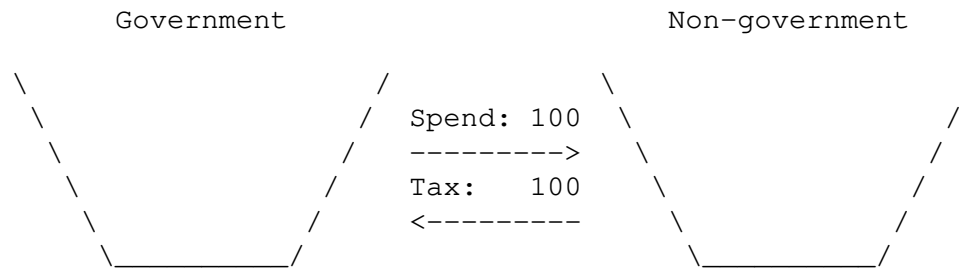 Government Non-government
Spend: 100
--------->
Tax: 100
<---------